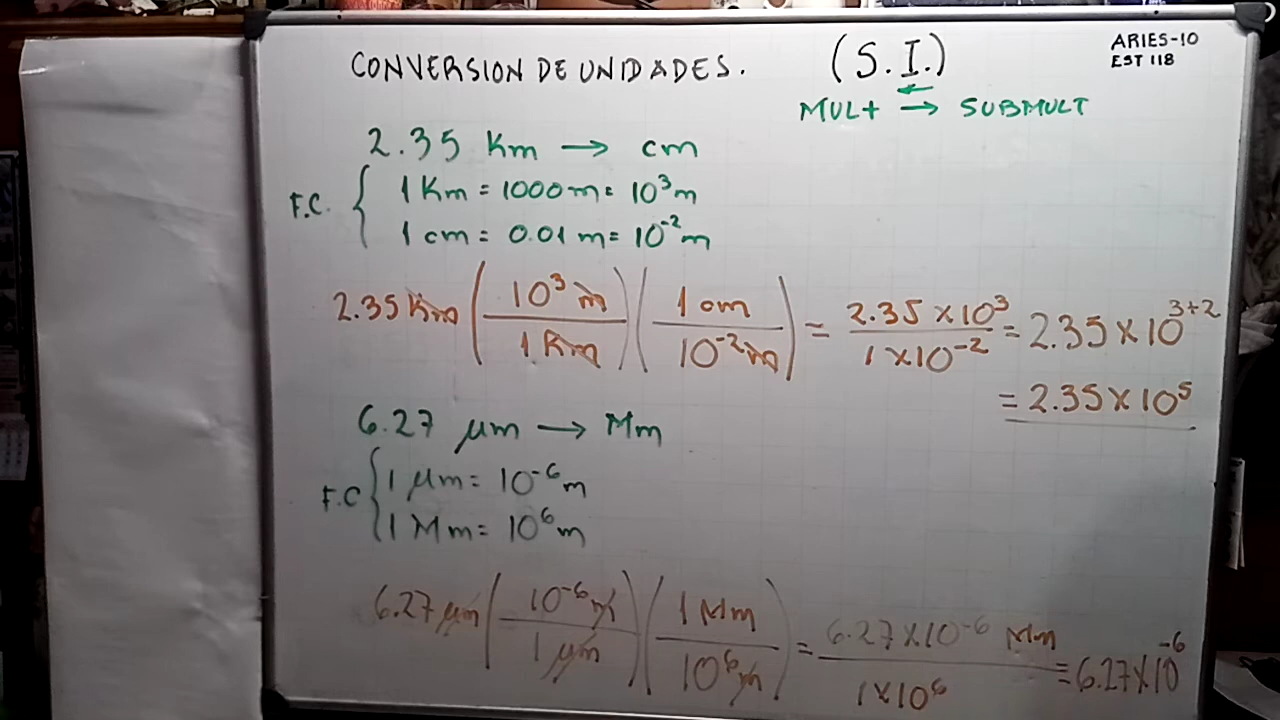 CONVERSION DE UNIDADES. (S.I.)
ARIES-10
EST 118
MULT ⇄ SUBMULT
2.35 Km → cm
F.C. { 1 Km = 1000 m = 10³ m
1 cm = 0.01 m = 10⁻² m
2.35 Km (10³ m / 1 Km) (1 cm / 10⁻² m) = 2.35 × 10³ / 1 × 10⁻² = 2.35 × 10³⁺²
= 2.35 × 10⁵
6.27 µm → Mm
F.C { 1 µm = 10⁻⁶ m
1 Mm = 10⁶ m
6.27 µm (10⁻⁶ m / 1 µm) (1 Mm / 10⁶ m) = 6.27 × 10⁻⁶ Mm / 1 × 10⁶ = 6.27 × 10⁻⁶